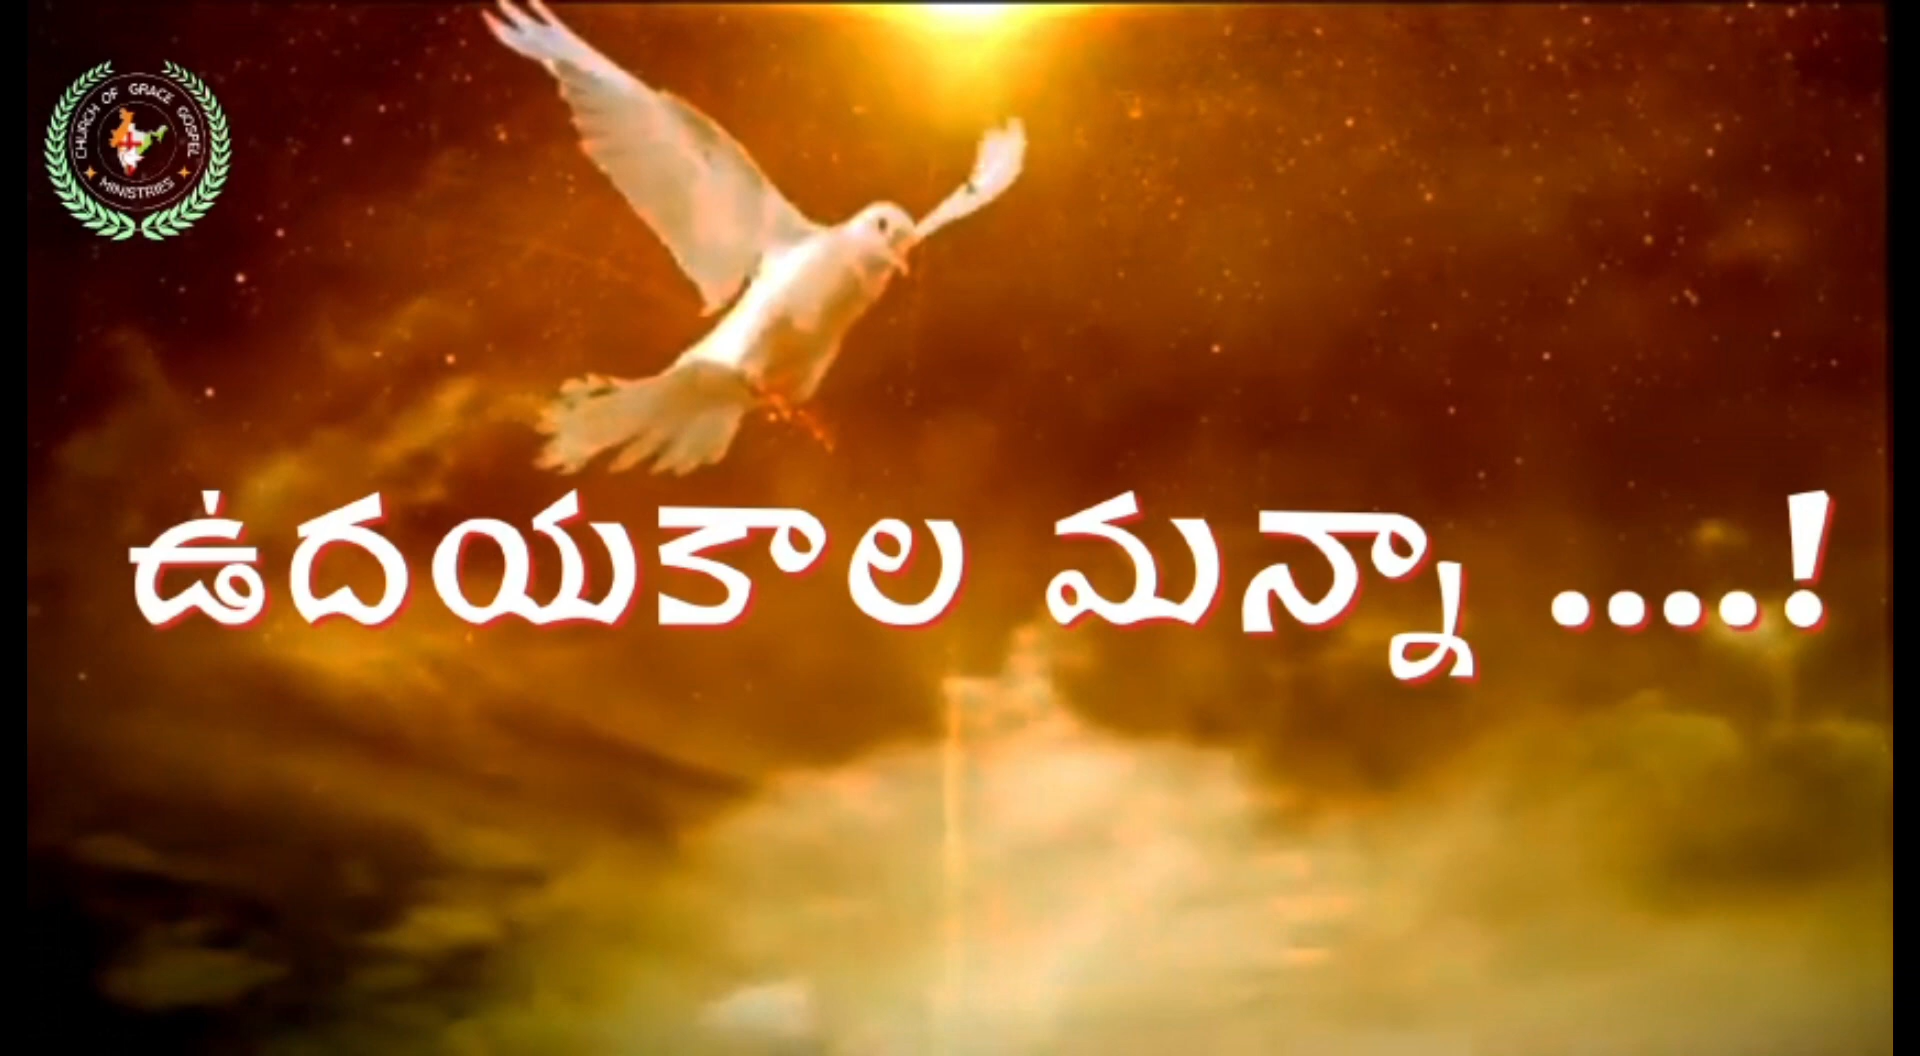 CHURCH OF GRACE GOSPEL
MINISTRIES
ఉదయకాల మన్నా ....!